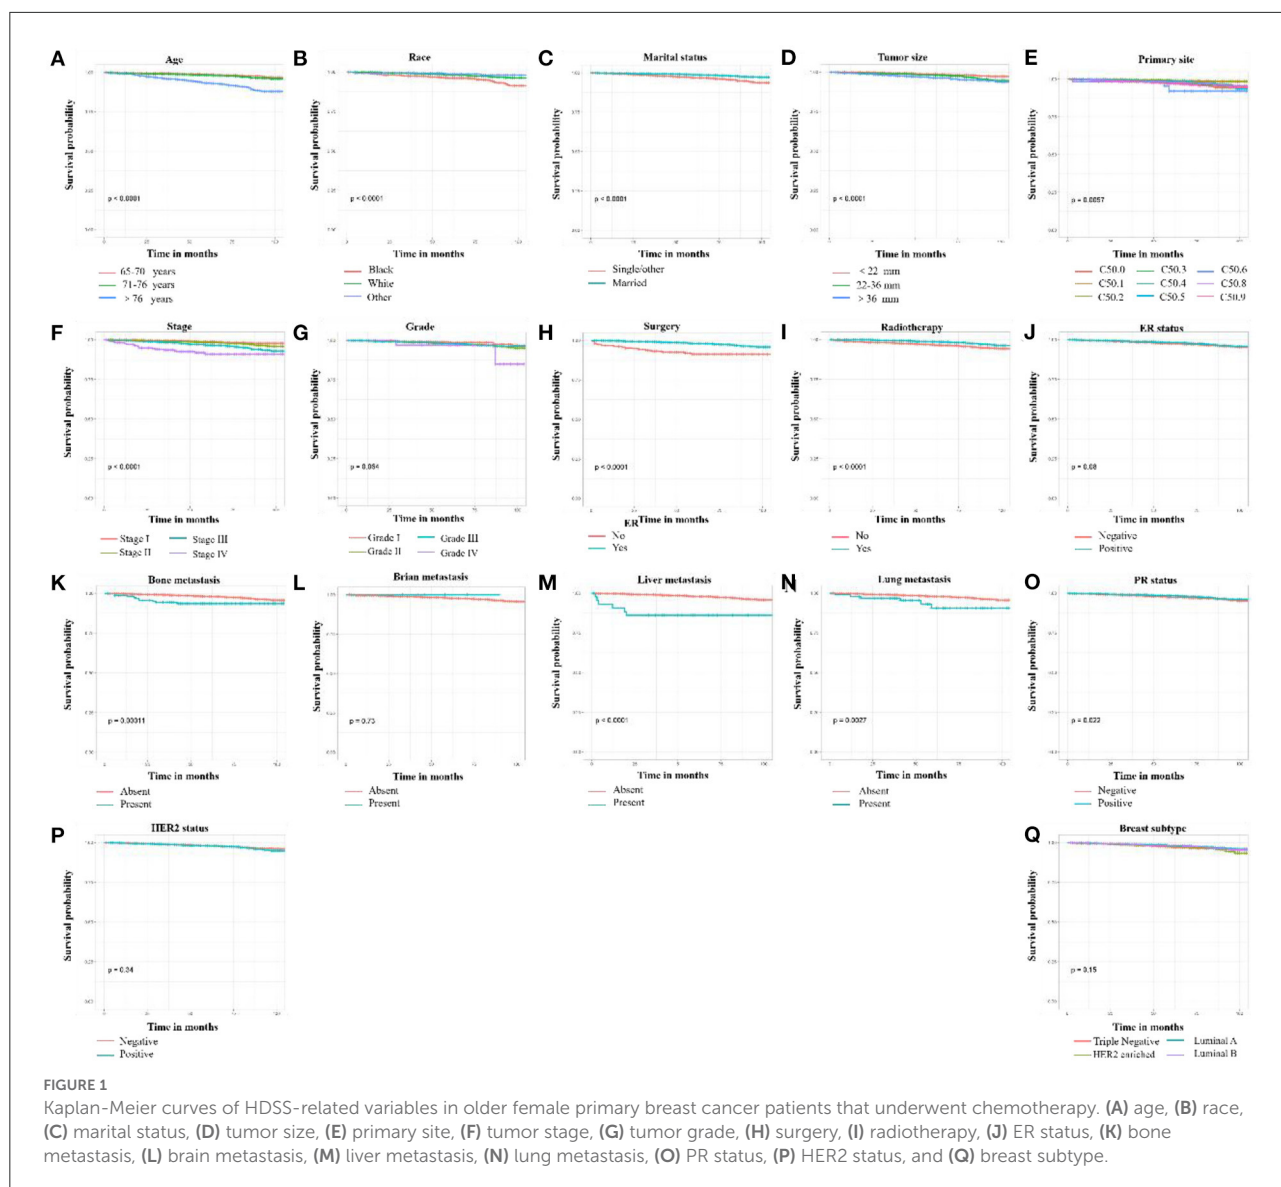 A
Age
Survival probability
p < 0.0001
Time in months
65-70 years
71-76 years
> 76 years
B
Race
Survival probability
p < 0.0001
Time in months
Black
White
Other
C
Marital status
Survival probability
p < 0.0001
Time in months
Single/other
Married
D
Tumor size
Survival probability
p < 0.0001
Time in months
< 22 mm
22-36 mm
> 36 mm
E
Primary site
Survival probability
p = 0.0057
Time in months
C50.0 C50.3 C50.6
C50.1 C50.4 C50.8
C50.2 C50.5 C50.9
F
Stage
Survival probability
p < 0.0001
Time in months
Stage I Stage III
Stage II Stage IV
G
Grade
Survival probability
Time in months
Grade I Grade III
Grade II Grade IV
H
Surgery
Survival probability
p < 0.0001
Time in months
ER
No
Yes
I
Radiotherapy
Survival probability
p < 0.0001
Time in months
No
Yes
J
ER status
Survival probability
Time in months
Negative
Positive
K
Bone metastasis
Survival probability
p = 0.00011
Time in months
Absent
Present
L
Brian metastasis
Survival probability
Time in months
Absent
Present
M
Liver metastasis
Survival probability
p < 0.0001
Time in months
Absent
Present
N
Lung metastasis
Survival probability
p = 0.0027
Time in months
Absent
Present
O
PR status
Survival probability
p = 0.022
Time in months
Negative
Positive
P
HER2 status
Survival probability
Time in months
Negative
Positive
Q
Breast subtype
Survival probability
p = 0.15
Time in months
Triple Negative Luminal A
HER2 enriched Luminal B
FIGURE 1
Kaplan-Meier curves of HDSS-related variables in older female primary breast cancer patients that underwent chemotherapy. (A) age, (B) race,
(C) marital status, (D) tumor size, (E) primary site, (F) tumor stage, (G) tumor grade, (H) surgery, (I) radiotherapy, (J) ER status, (K) bone
metastasis, (L) brain metastasis, (M) liver metastasis, (N) lung metastasis, (O) PR status, (P) HER2 status, and (Q) breast subtype.